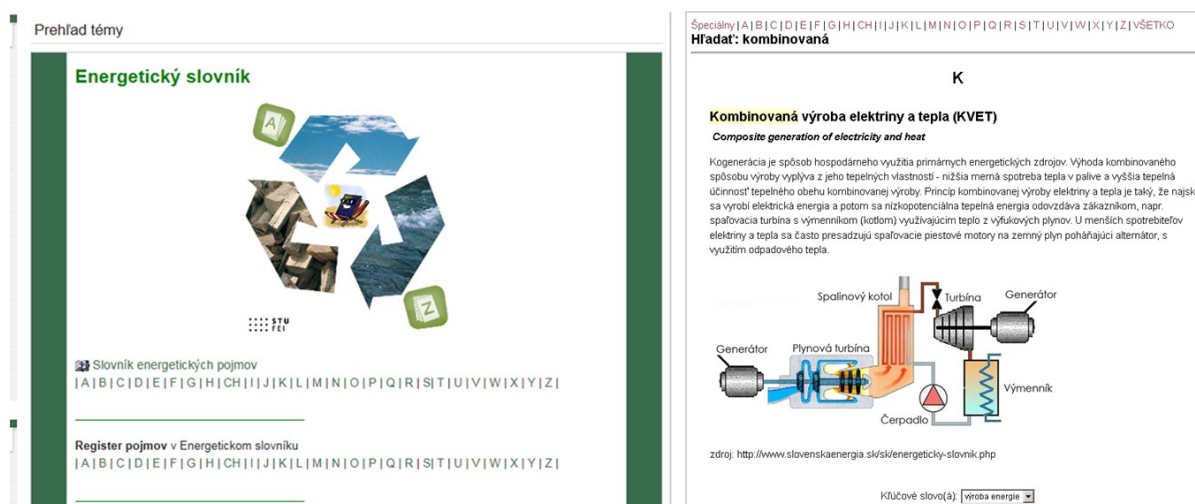 Prehľad témy
Energetický slovník
A
Z
STU
FEI
Slovník energetických pojmov
| A | B | C | D | E | F | G | H | CH | I | J | K | L | M | N | O | P | Q | R | S | T | U | V | W | X | Y | Z |
Register pojmov v Energetickom slovníku
| A | B | C | D | E | F | G | H | CH | I | J | K | L | M | N | O | P | Q | R | S | T | U | V | W | X | Y | Z |
Špeciálny | A | B | C | D | E | F | G | H | CH | I | J | K | L | M | N | O | P | Q | R | S | T | U | V | W | X | Y | Z | VŠETKO
Hľadať: kombinovaná
K
Kombinovaná výroba elektriny a tepla (KVET)
Composite generation of electricity and heat
Kogenerácia je spôsob hospodárneho využitia primárnych energetických zdrojov. Výhoda kombinovaného
spôsobu výroby vyplýva z jeho tepelných vlastností - nižšia merná spotreba tepla v palive a vyššia tepelná
účinnosť tepelného obehu kombinovanej výroby. Princíp kombinovanej výroby elektriny a tepla je taký, že najsk
sa vyrobí elektrická energia a potom sa nízkopotenciálna tepelná energia odovzdáva zákazníkom, napr.
spaľovacia turbína s výmenníkom (kotlom) využívajúcim teplo z výfukových plynov. U menších spotrebiteľov
elektriny a tepla sa často presadzujú spaľovacie piestové motory na zemný plyn poháňajúci alternátor, s
využitím odpadového tepla.
Spalinový kotol
Turbína
Generátor
Generátor
Plynová turbína
Výmenník
Čerpadlo
zdroj: http://www.slovenskaenergia.sk/sk/energeticky-slovnik.php
Kľúčové slovo(á): výroba energie